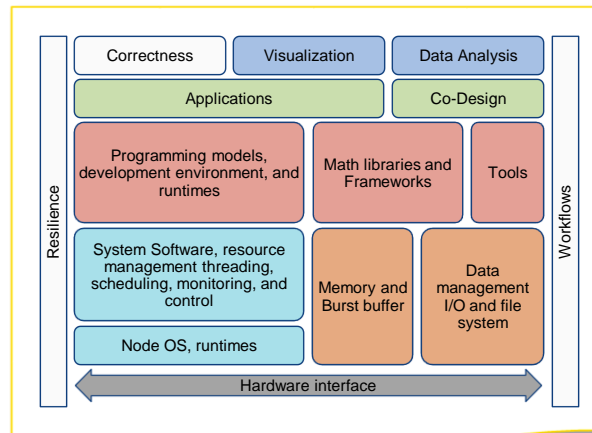 Correctness
Visualization
Data Analysis
Applications
Co-Design
Resilience
Programming models,
development environment, and
runtimes
Math libraries and
Frameworks
Tools
Workflows
System Software, resource
management threading,
scheduling, monitoring, and
control
Memory and
Burst buffer
Data
management
I/O and file
system
Node OS, runtimes
Hardware interface